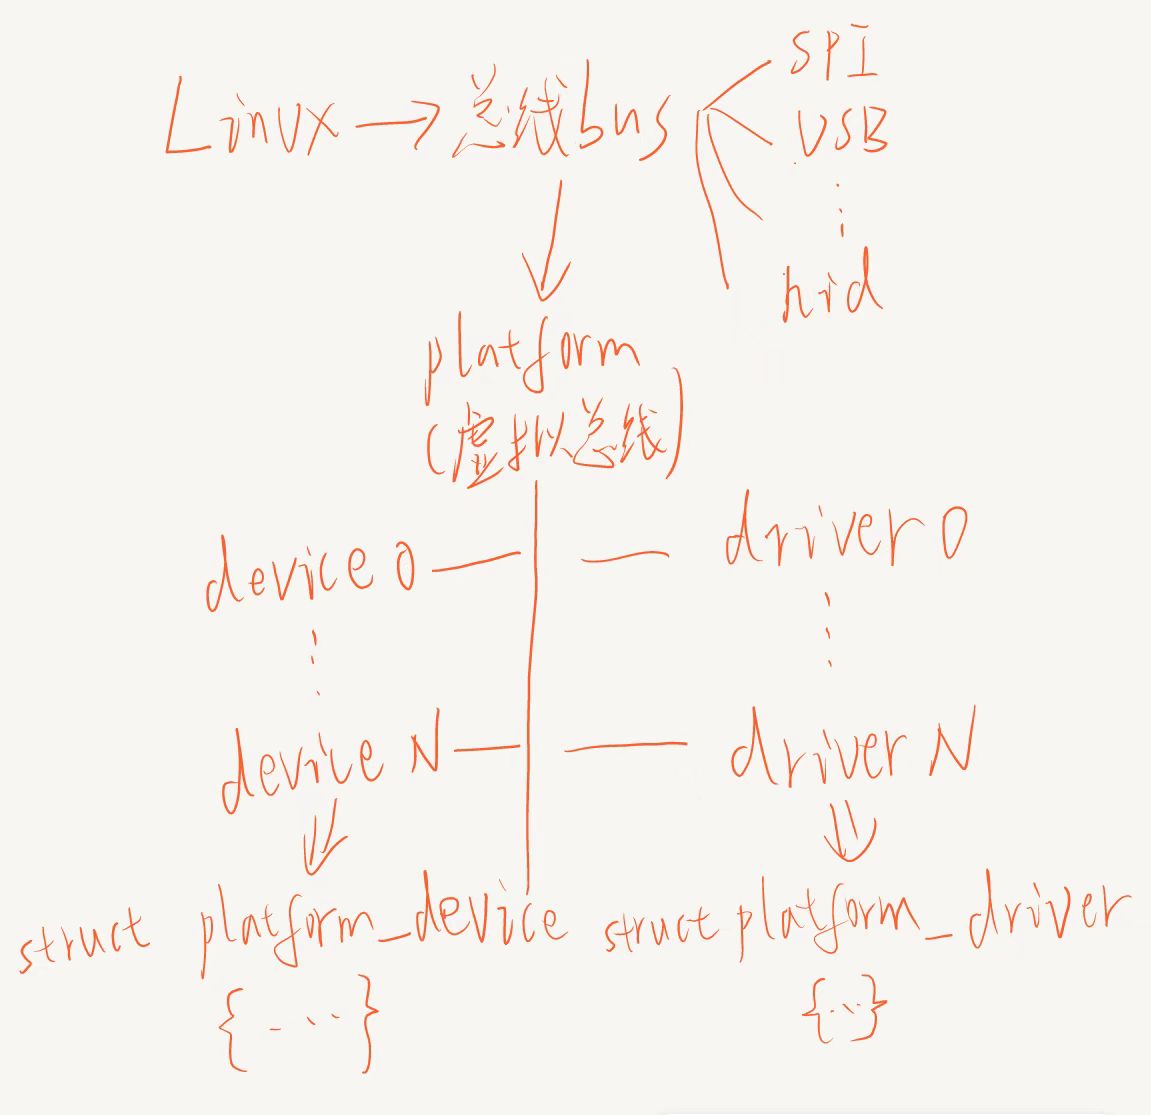 SPI
Linux → 总线bus
USB
hid
platform
(虚拟总线)
device 0
driver 0
device N
driver N
struct platform_device
struct platform_driver
{...}
{...}